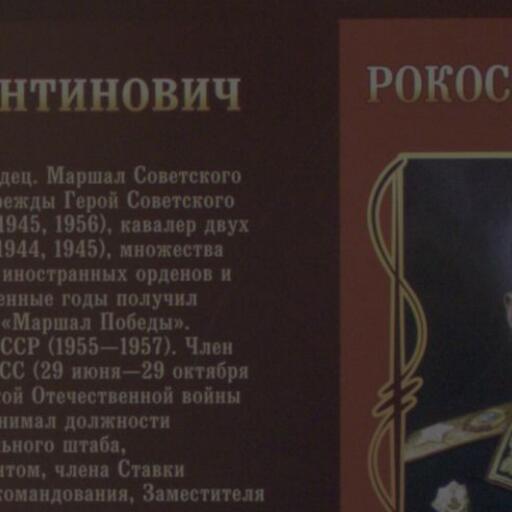 НТИНОВИЧ
РОКОС
дец. Маршал Советского
режды Герой Советского
1945, 1956), кавалер двух
1944, 1945), множества
иностранных орденов и
енные годы получил
«Маршал Победы».
ССР (1955—1957). Член
СС (29 июня—29 октября
ой Отечественной войны
нимал должности
ьного штаба,
нтом, члена Ставки
командования, Заместителя